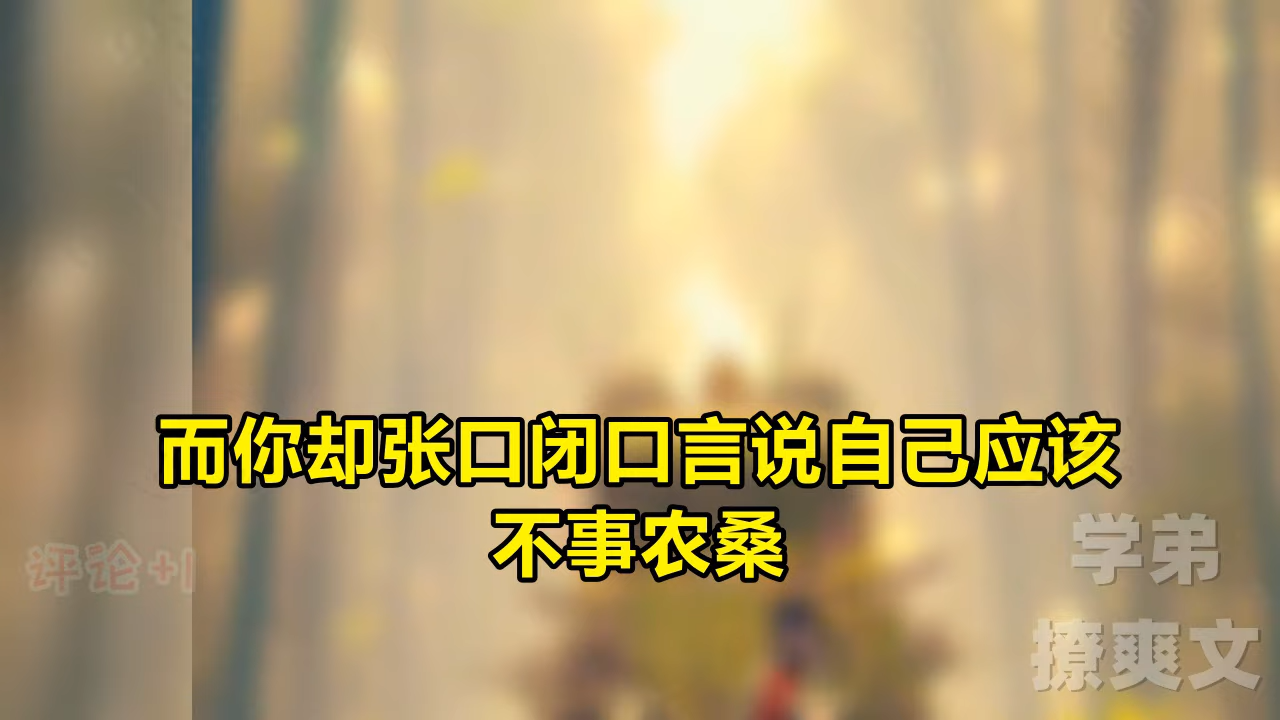 而你却张口闭口言说自己应该
不事农桑
评论+1
学弟
撩爽文